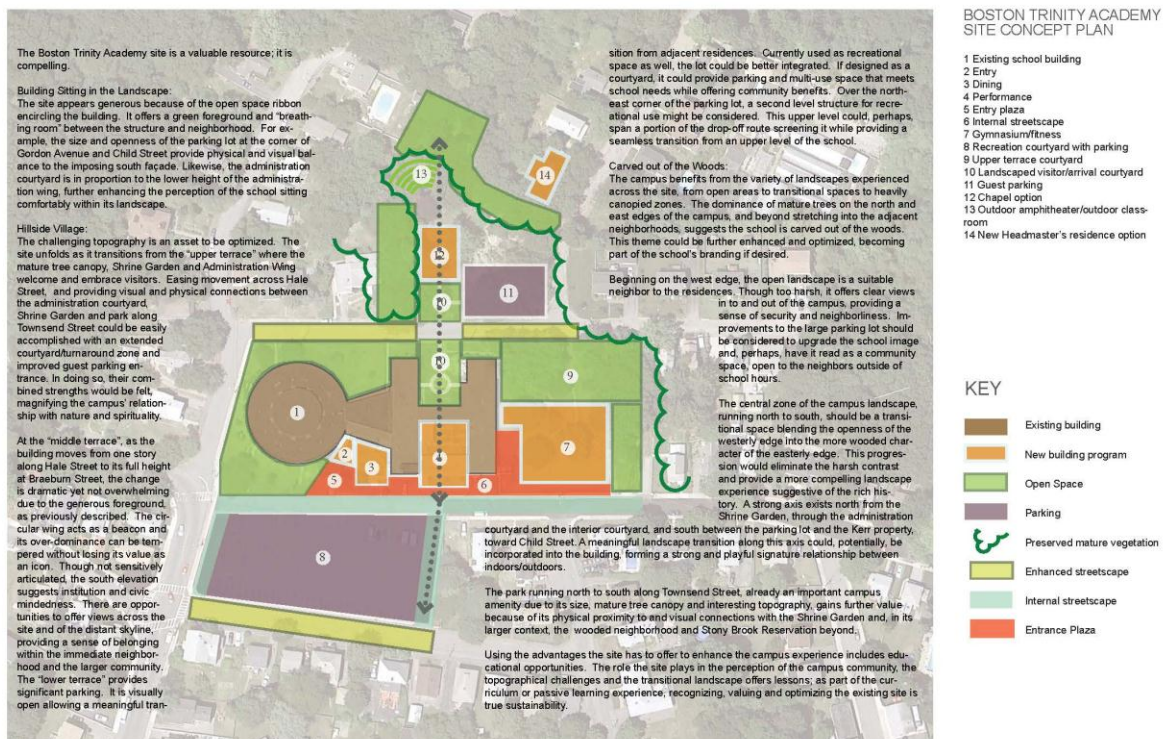 The Boston Trinity Academy site is a valuable resource; it is
compelling.
Building Sitting in the Landscape:
The site appears generous because of the open space ribbon
encircling the building. It offers a green foreground and “breath-
ing room” between the structure and neighborhood. For ex-
ample, the size and openness of the parking lot at the corner of
Gordon Avenue and Child Street provide physical and visual bal-
ance to the imposing south façade. Likewise, the administration
courtyard is in proportion to the lower height of the administra-
tion wing, further enhancing the perception of the school sitting
comfortably within its landscape.
Hillside Village:
The challenging topography is an asset to be optimized. The
site unfolds as it transitions from the “upper terrace” where the
mature tree canopy, Shrine Garden and Administration Wing
welcome and embrace visitors. Easing movement across Hale
Street, and providing visual and physical connections between
the administration courtyard,
Shrine Garden and park along
Townsend Street could be easily
accomplished with an extended
courtyard/turnaround zone and
improved guest parking en-
trance. In doing so, their com-
bined strengths would be felt,
magnifying the campus’ relation-
ship with nature and spirituality.
At the “middle terrace”, as the
building moves from one story
along Hale Street to its full height
at Braeburn Street, the change
is dramatic yet not overwhelming
due to the generous foreground,
as previously described. The cir-
cular wing acts as a beacon and
its over-dominance can be tem-
pered without losing its value as
an icon. Though not sensitively
articulated, the south elevation
suggests institution and civic
mindedness. There are oppor-
tunities to offer views across the
site and of the distant skyline,
providing a sense of belonging
within the immediate neighbor-
hood and the larger community.
The “lower terrace” provides
significant parking. It is visually
open allowing a meaningful tran-
sition from adjacent residences. Currently used as recreational
space as well, the lot could be better integrated. If designed as a
courtyard, it could provide parking and multi-use space that meets
school needs while offering community benefits. Over the north-
east corner of the parking lot, a second level structure for recre-
ational use might be considered. This upper level could, perhaps,
span a portion of the drop-off route screening it while providing a
seamless transition from an upper level of the school.
Carved out of the Woods:
The campus benefits from the variety of landscapes experienced
across the site, from open areas to transitional spaces to heavily
canopied zones. The dominance of mature trees on the north and
east edges of the campus, and beyond stretching into the adjacent
neighborhoods, suggests the school is carved out of the woods.
This theme could be further enhanced and optimized, becoming
part of the school’s branding if desired.
Beginning on the west edge, the open landscape is a suitable
neighbor to the residences. Though too harsh, it offers clear views
in to and out of the campus, providing a
sense of security and neighborliness. Im-
provements to the large parking lot should
be considered to upgrade the school image
and, perhaps, have it read as a community
space, open to the neighbors outside of
school hours.
The central zone of the campus landscape,
running north to south, should be a transi-
tional space blending the openness of the
westerly edge into the more wooded char-
acter of the easterly edge. This progres-
sion would eliminate the harsh contrast
and provide a more compelling landscape
experience suggestive of the rich his-
tory. A strong axis exists north from the
Shrine Garden, through the administration
courtyard and the interior courtyard, and south between the parking lot and the Kerr property,
toward Child Street. A meaningful landscape transition along this axis could, potentially, be
incorporated into the building, forming a strong and playful signature relationship between
indoors/outdoors.
The park running north to south along Townsend Street, already an important campus
amenity due to its size, mature tree canopy and interesting topography, gains further value
because of its physical proximity to and visual connections with the Shrine Garden and, in its
larger context, the wooded neighborhood and Stony Brook Reservation beyond.
Using the advantages the site has to offer to enhance the campus experience includes edu-
cational opportunities. The role the site plays in the perception of the campus community, the
topographical challenges and the transitional landscape offers lessons; as part of the cur-
riculum or passive learning experience, recognizing, valuing and optimizing the existing site is
true sustainability.
13
14
12
11
10
10
9
1
2
3
4
7
5
6
8
BOSTON TRINITY ACADEMY
SITE CONCEPT PLAN
1 Existing school building
2 Entry
3 Dining
4 Performance
5 Entry plaza
6 Internal streetscape
7 Gymnasium/fitness
8 Recreation courtyard with parking
9 Upper terrace courtyard
10 Landscaped visitor/arrival courtyard
11 Guest parking
12 Chapel option
13 Outdoor amphitheater/outdoor class-
room
14 New Headmaster’s residence option
KEY
Existing building
New building program
Open Space
Parking
Preserved mature vegetation
Enhanced streetscape
Internal streetscape
Entrance Plaza